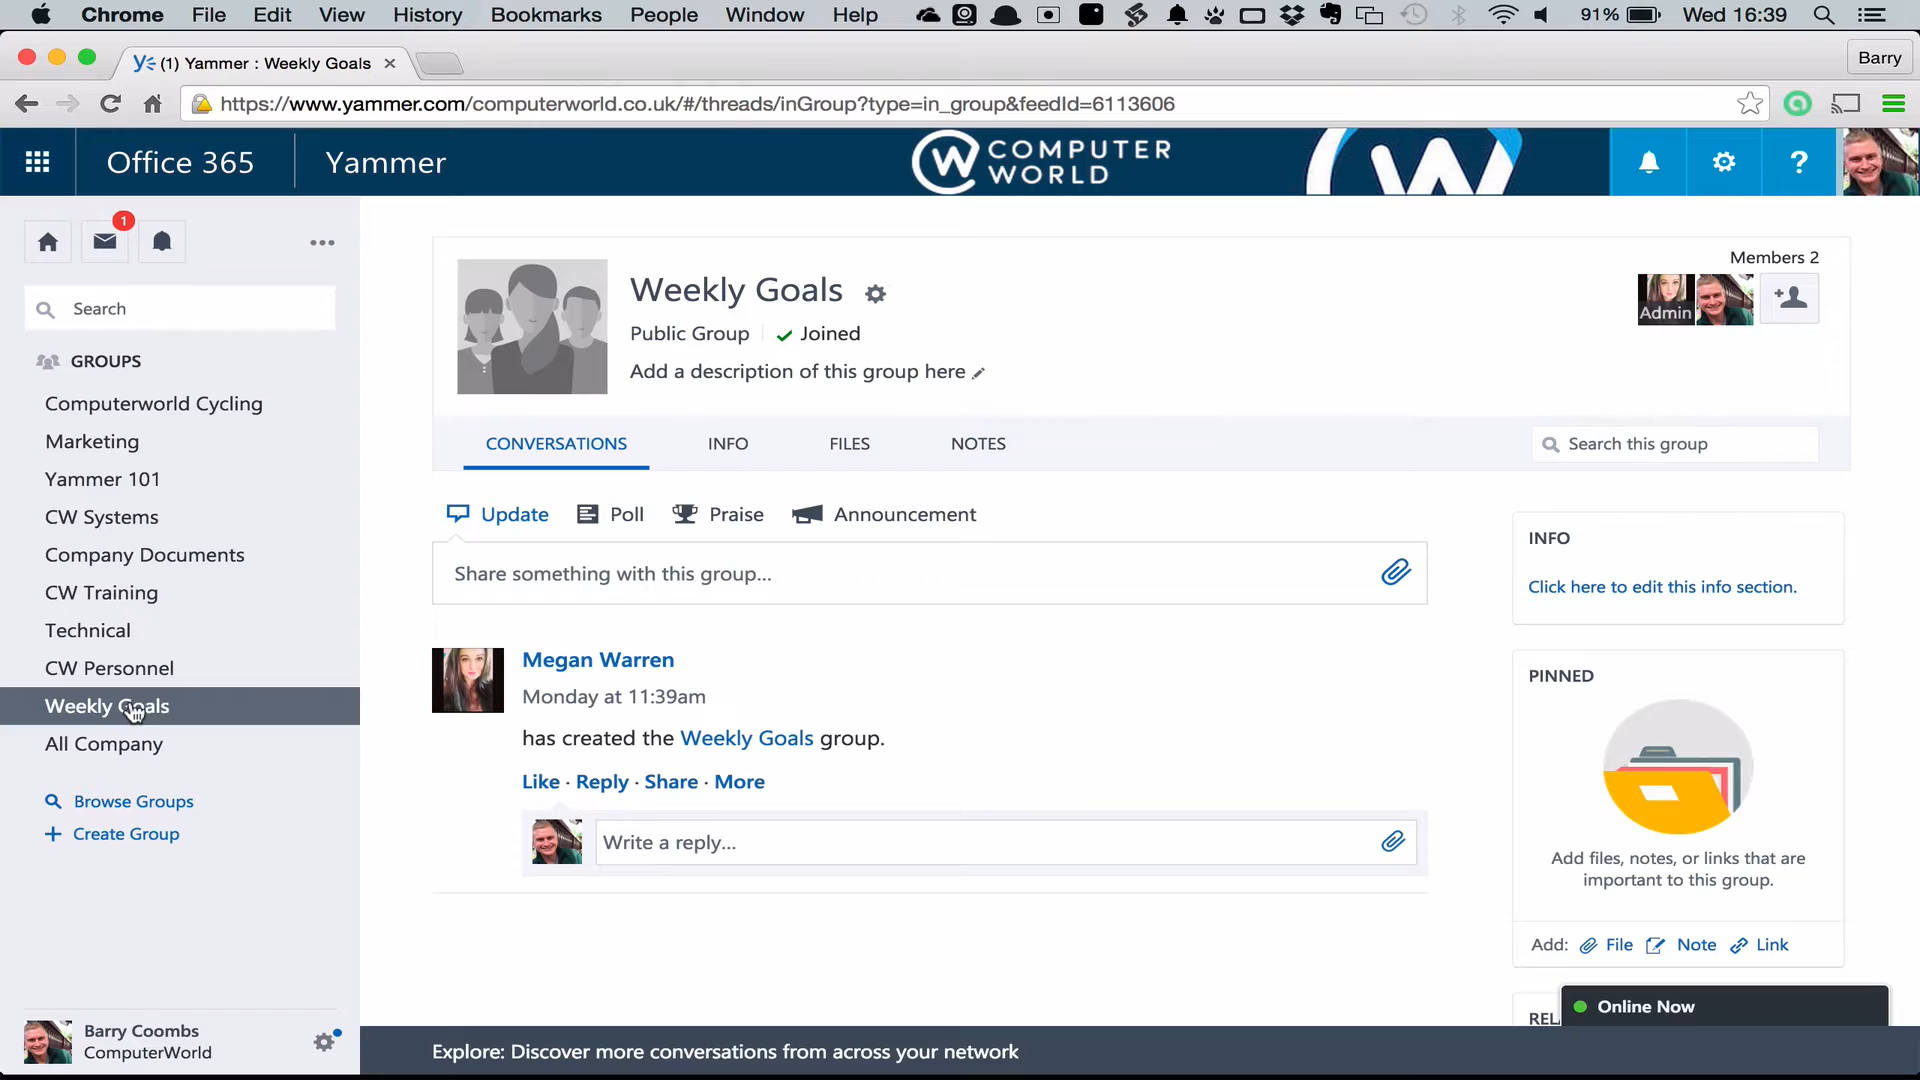 Chrome File Edit View History Bookmarks People Window Help 91% Wed 16:39
(1) Yammer : Weekly Goals Barry
https://www.yammer.com/computerworld.co.uk/#/threads/inGroup?type=in_group&feedId=6113606
Office 365 Yammer COMPUTER WORLD ?
1
Search
GROUPS
Computerworld Cycling
Marketing
Yammer 101
CW Systems
Company Documents
CW Training
Technical
CW Personnel
Weekly Goals
All Company
Browse Groups
Create Group
Barry Coombs
ComputerWorld
Weekly Goals
Public Group Joined
Add a description of this group here
Members 2
Admin
CONVERSATIONS INFO FILES NOTES Search this group
Update Poll Praise Announcement
Share something with this group...
Megan Warren
Monday at 11:39am
has created the Weekly Goals group.
Like · Reply · Share · More
Write a reply...
INFO
Click here to edit this info section.
PINNED
Add files, notes, or links that are
important to this group.
Add: File Note Link
REL
Online Now
Explore: Discover more conversations from across your network